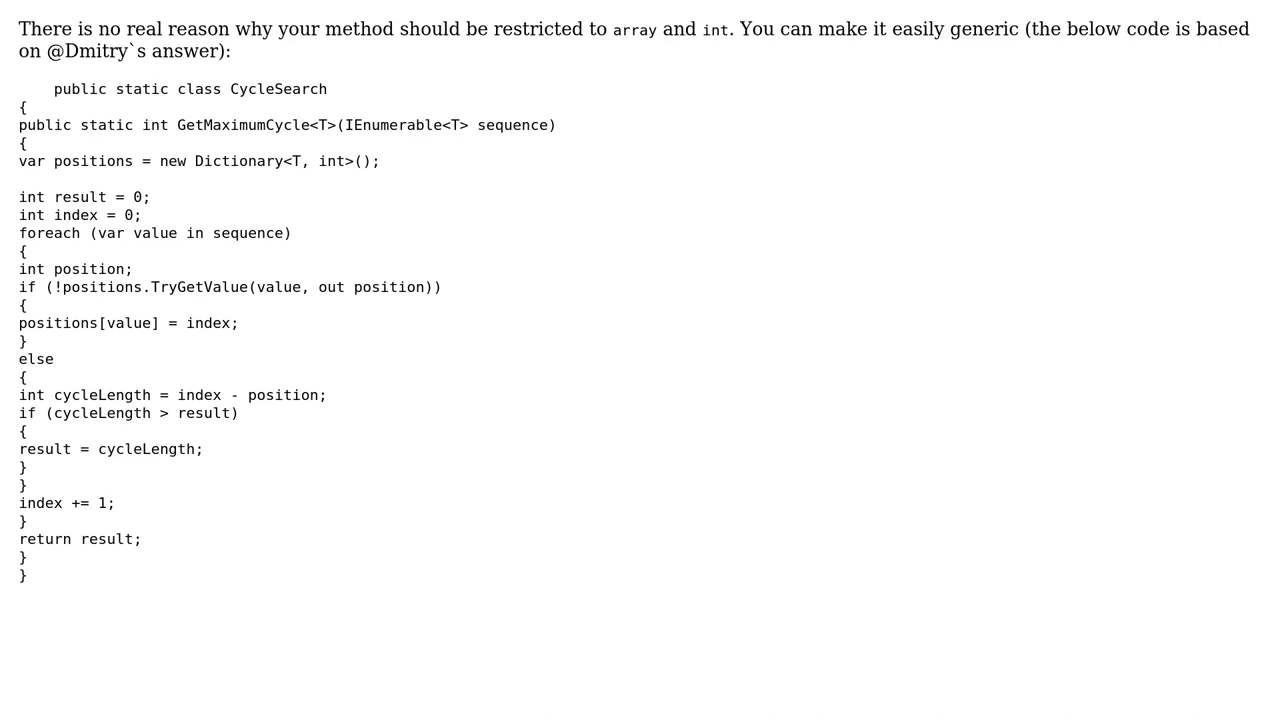 There is no real reason why your method should be restricted to array and int. You can make it easily generic (the below code is based
on @Dmitry`s answer):
    public static class CycleSearch
{
public static int GetMaximumCycle<T>(IEnumerable<T> sequence)
{
var positions = new Dictionary<T, int>();

int result = 0;
int index = 0;
foreach (var value in sequence)
{
int position;
if (!positions.TryGetValue(value, out position))
{
positions[value] = index;
}
else
{
int cycleLength = index - position;
if (cycleLength > result)
{
result = cycleLength;
}
}
index += 1;
}
return result;
}
}